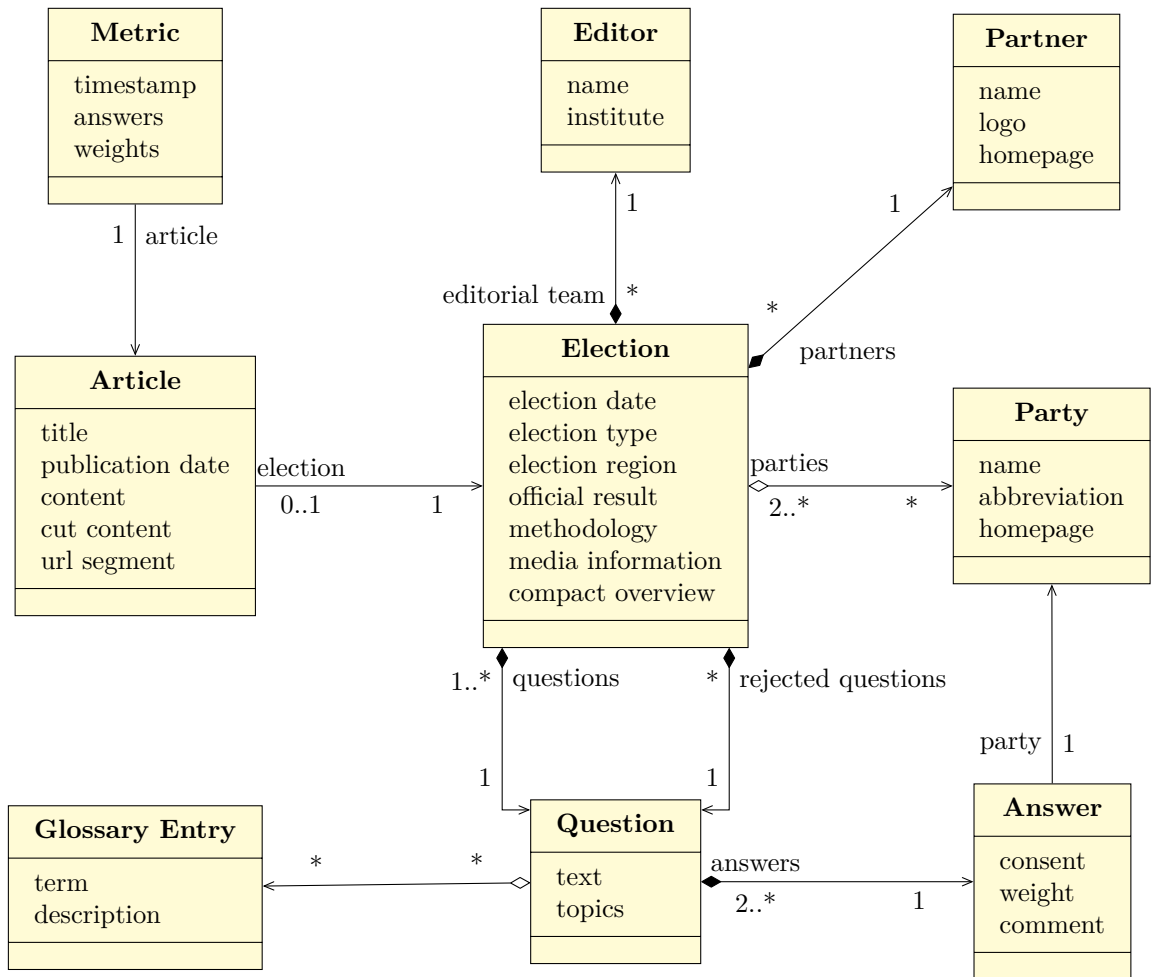 Metric
timestamp
answers
weights
Editor
name
institute
Partner
name
logo
homepage
1 article
1
1
editorial team *
*
partners
Article
title
publication date
content
cut content
url segment
election
0..1
1
Election
election date
election type
election region
official result
methodology
media information
compact overview
parties
2..*
*
Party
name
abbreviation
homepage
1..* questions
* rejected questions
1
1
party 1
Glossary Entry
term
description
*
*
Question
text
topics
answers
2..*
1
Answer
consent
weight
comment